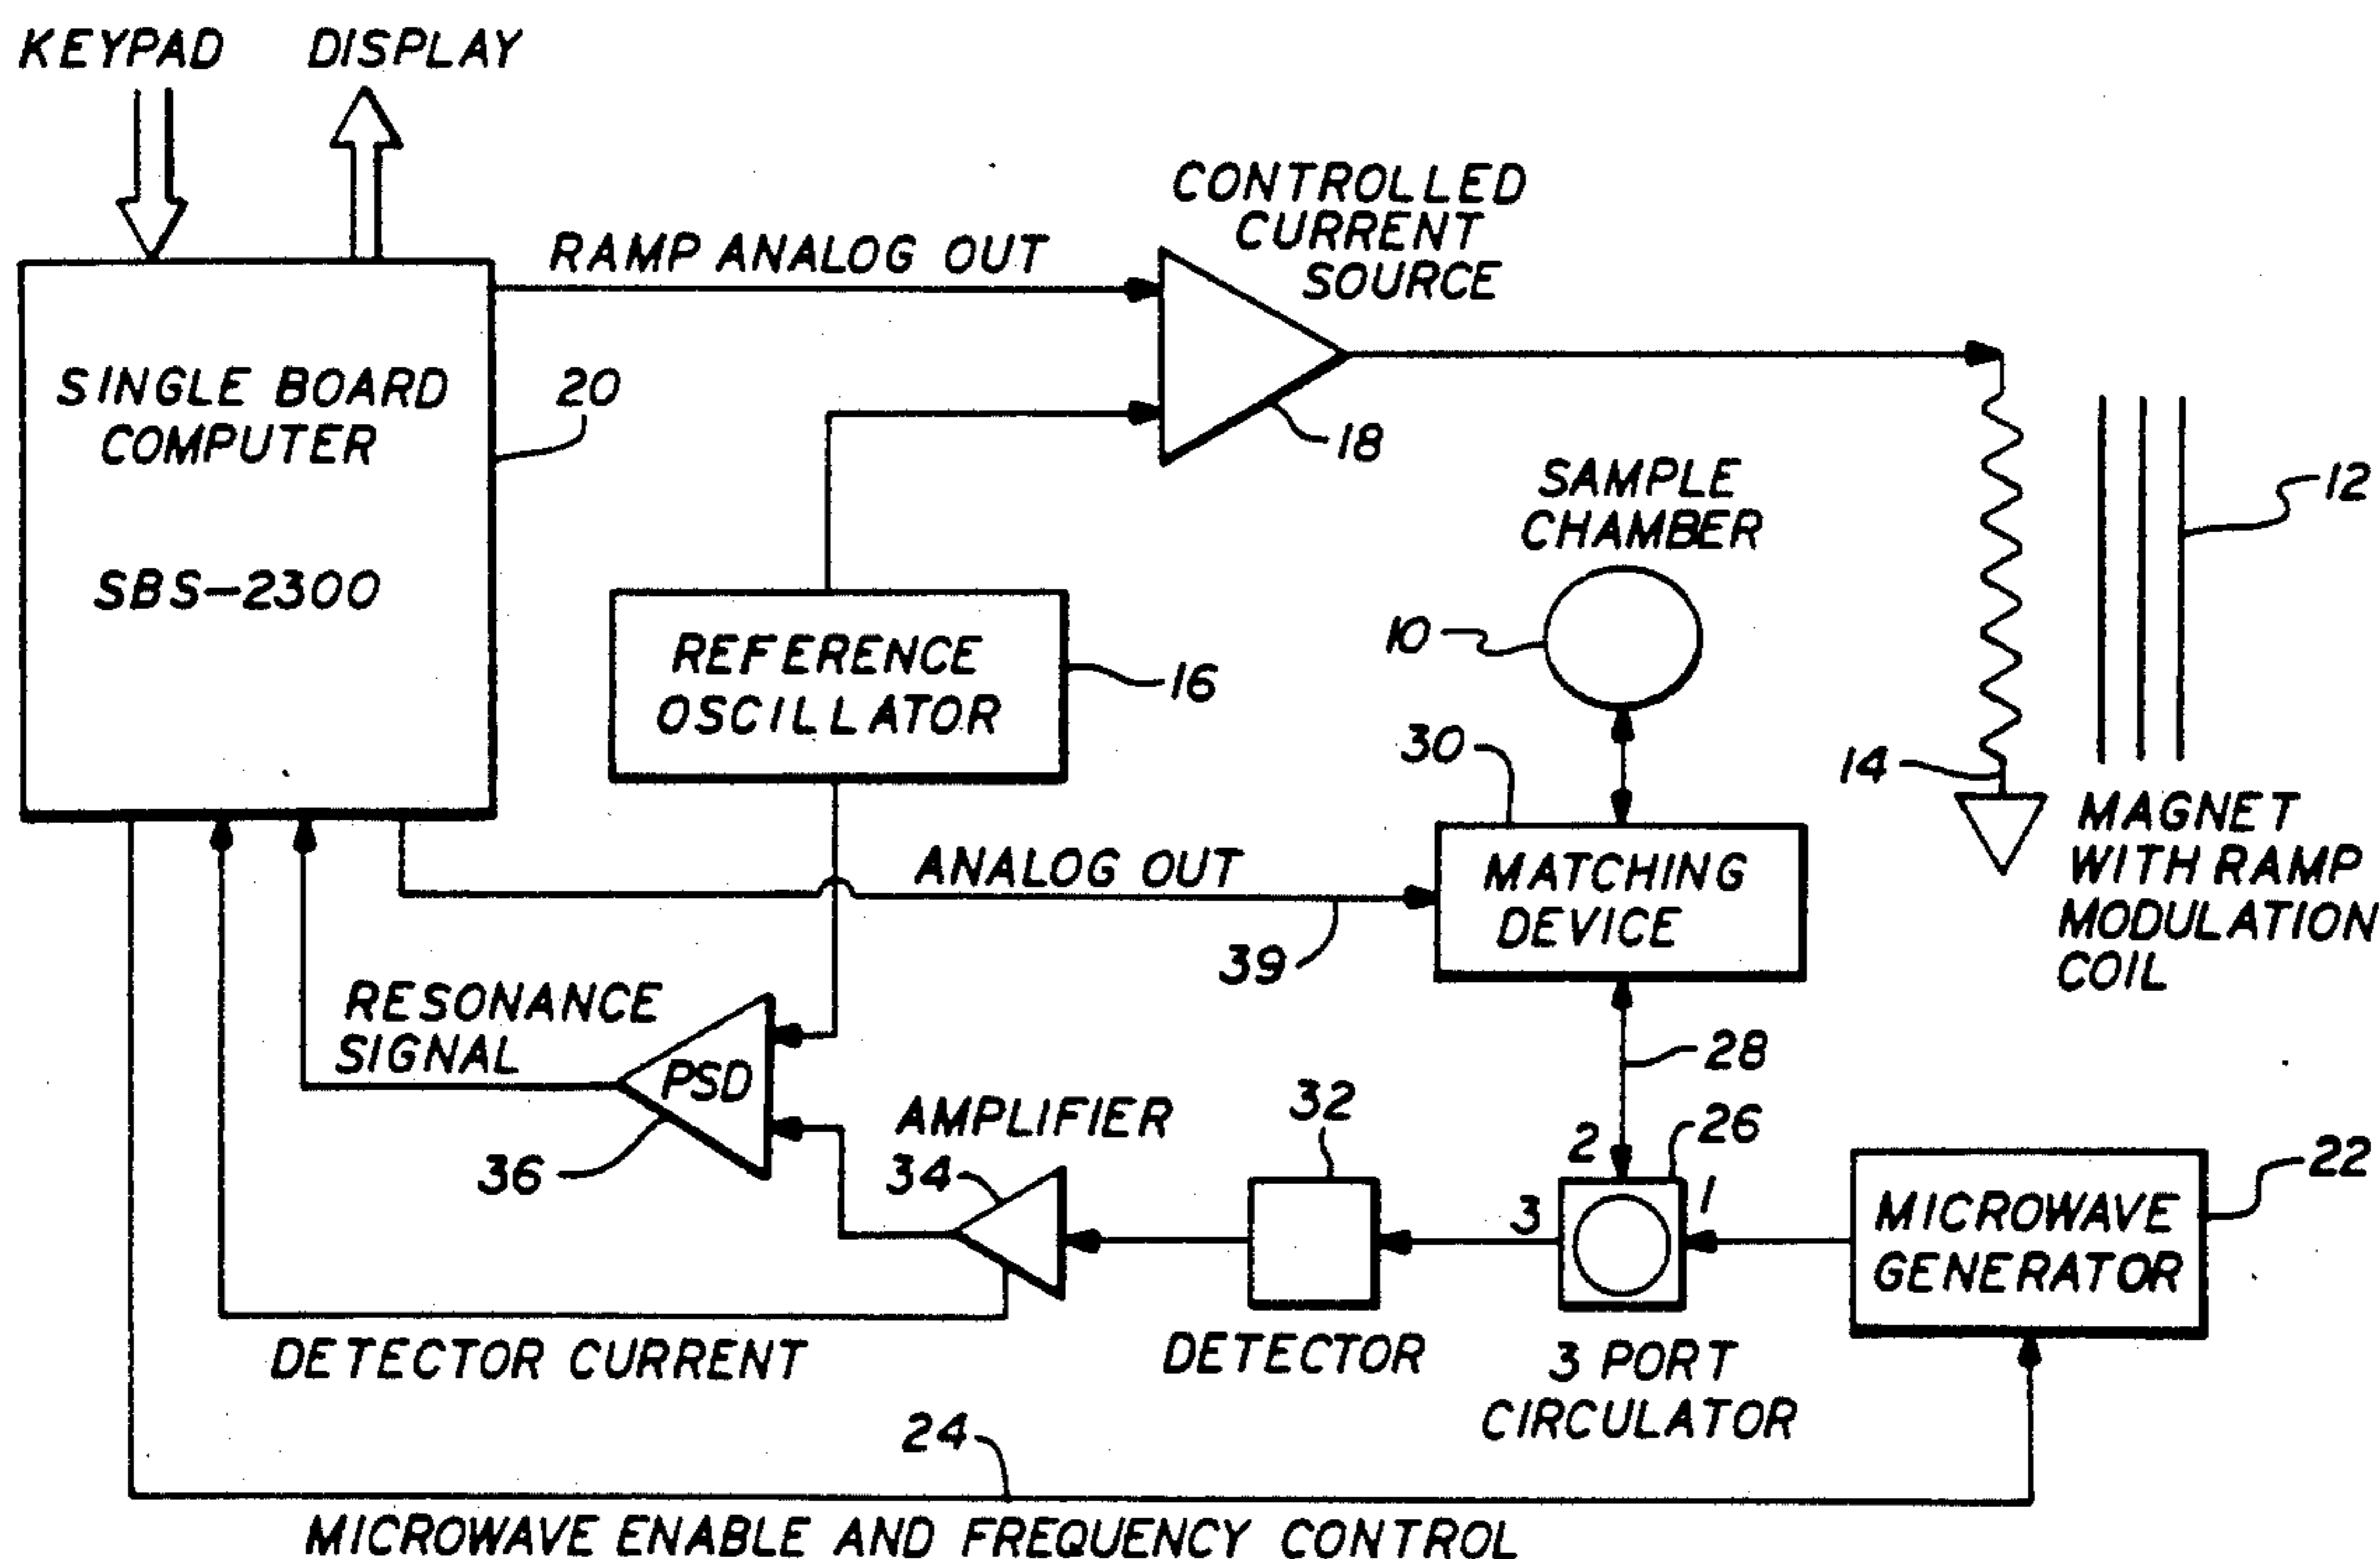 KEYPAD
DISPLAY
CONTROLLED
CURRENT
SOURCE
RAMP ANALOG OUT
SINGLE BOARD
COMPUTER
SBS-2300
20
18
SAMPLE
CHAMBER
12
10
REFERENCE
OSCILLATOR
16
30
14
MAGNET
WITH RAMP
MODULATION
COIL
ANALOG OUT
MATCHING
DEVICE
39
RESONANCE
SIGNAL
PSD
36
28
AMPLIFIER
34
32
2
26
1
3
22
MICROWAVE
GENERATOR
DETECTOR CURRENT
DETECTOR
3 PORT
CIRCULATOR
24
MICROWAVE ENABLE AND FREQUENCY CONTROL